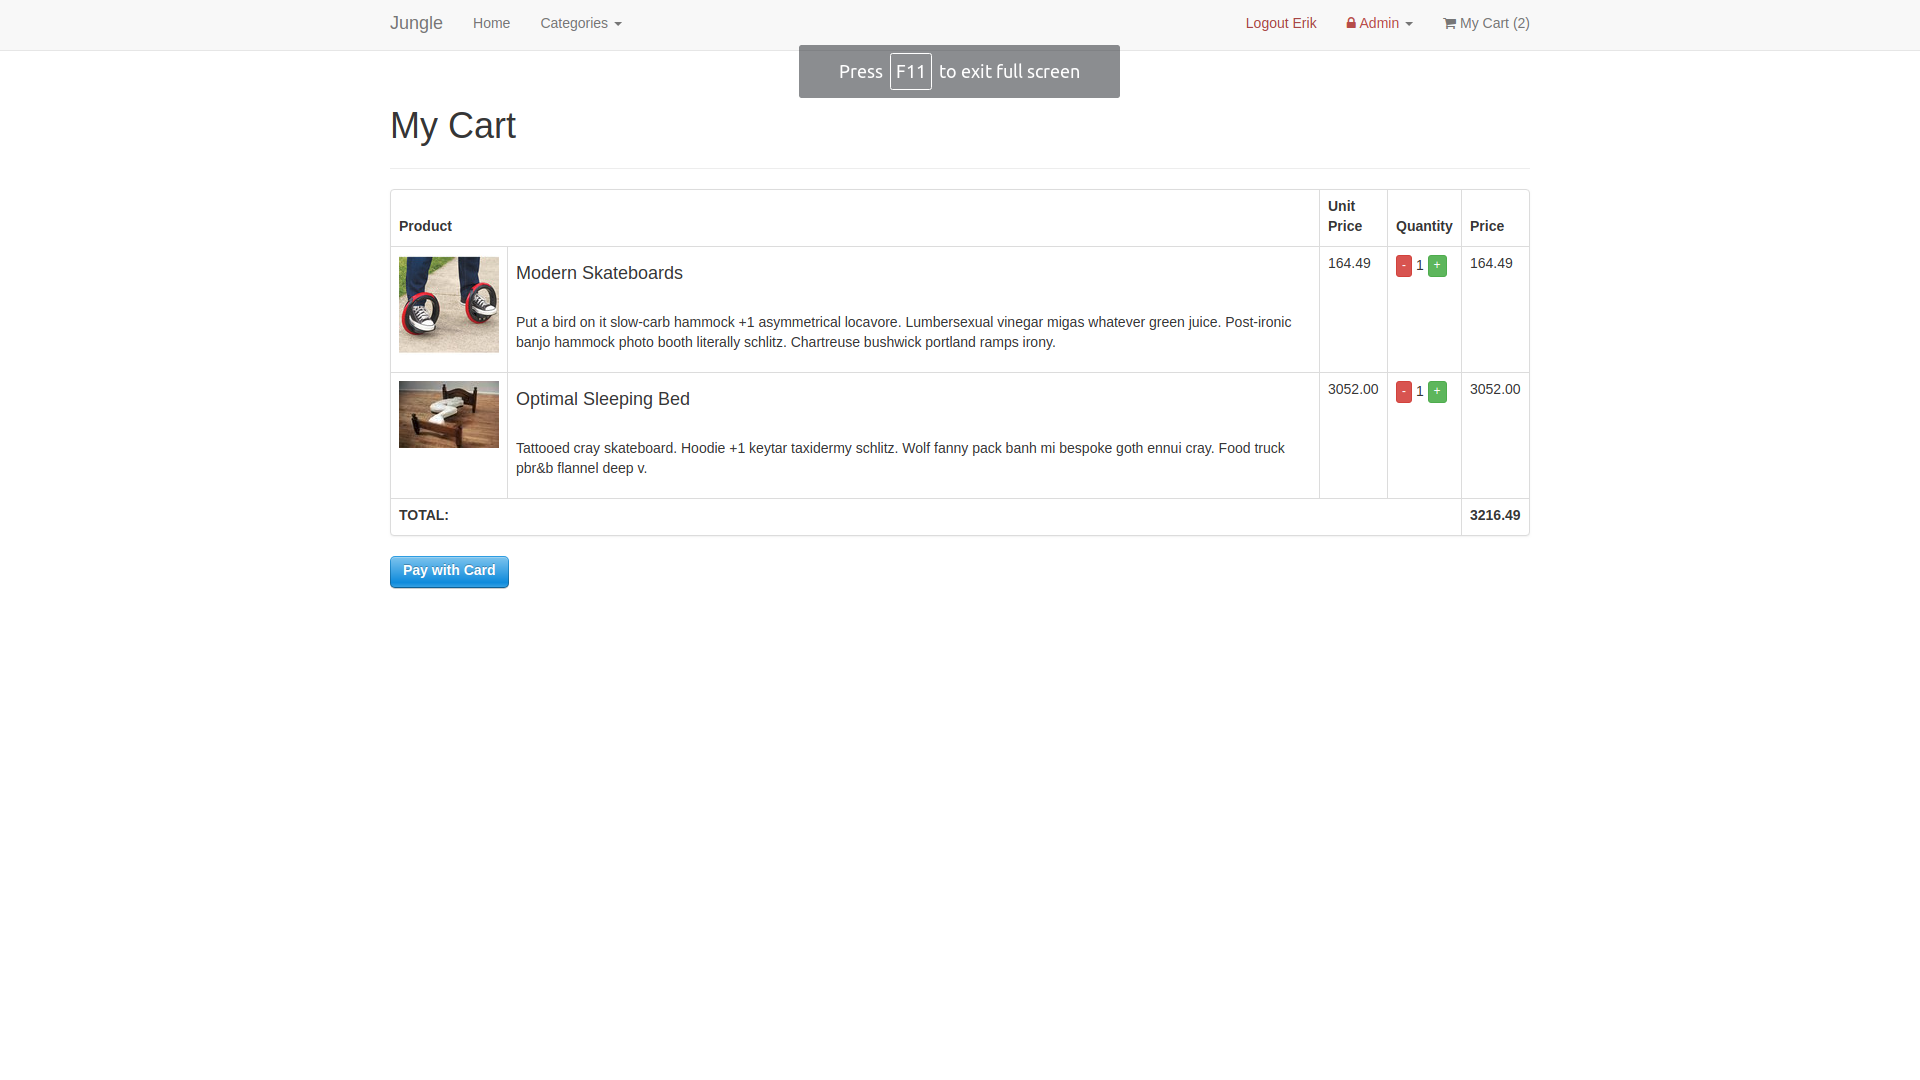 Jungle Home Categories Logout Erik Admin My Cart (2)
Press F11 to exit full screen
My Cart
Product Unit Price Quantity Price
Modern Skateboards 164.49 - 1 + 164.49
Put a bird on it slow-carb hammock +1 asymmetrical locavore. Lumbersexual vinegar migas whatever green juice. Post-ironic
banjo hammock photo booth literally schlitz. Chartreuse bushwick portland ramps irony.
Optimal Sleeping Bed 3052.00 - 1 + 3052.00
Tattooed cray skateboard. Hoodie +1 keytar taxidermy schlitz. Wolf fanny pack banh mi bespoke goth ennui cray. Food truck
pbr&b flannel deep v.
TOTAL: 3216.49
Pay with Card